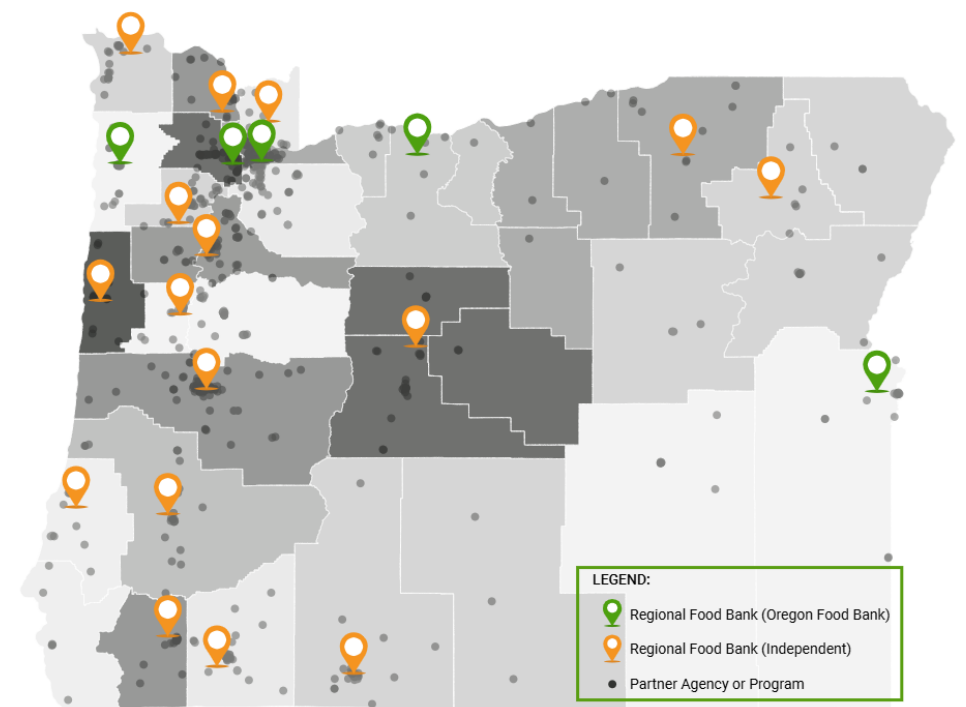 LEGEND:
Regional Food Bank (Oregon Food Bank)
Regional Food Bank (Independent)
Partner Agency or Program